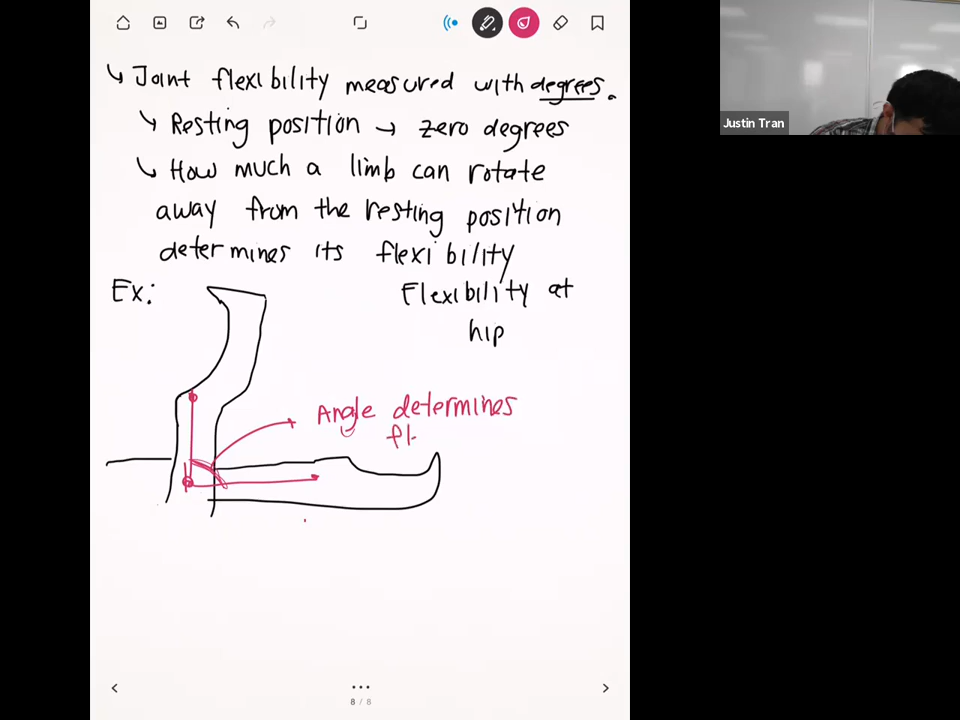 ↳ Joint flexibility measured with degrees.
↳ Resting position → zero degrees
↳ How much a limb can rotate
away from the resting position
determines its flexibility
Ex:
Flexibility at
hip
Angle determines
fl
8 / 8
Justin Tran